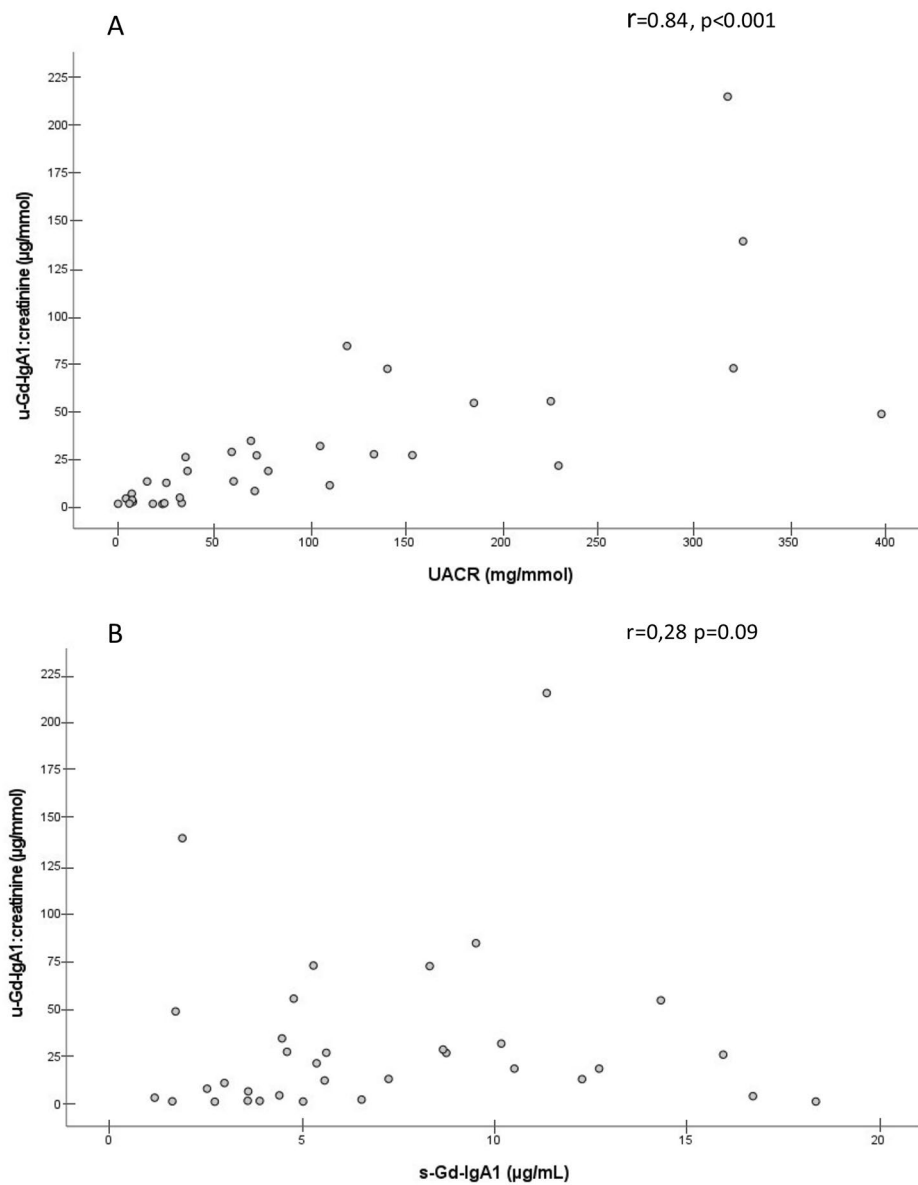 A
r=0.84, p<0.001
u-Gd-IgA1:creatinine (µg/mmol)
225
200
175
150
125
100
75
50
25
0
0 50 100 150 200 250 300 350 400
UACR (mg/mmol)
B
r=0,28 p=0.09
u-Gd-IgA1:creatinine (µg/mmol)
225
200
175
150
125
100
75
50
25
0
0 5 10 15 20
s-Gd-IgA1 (µg/mL)